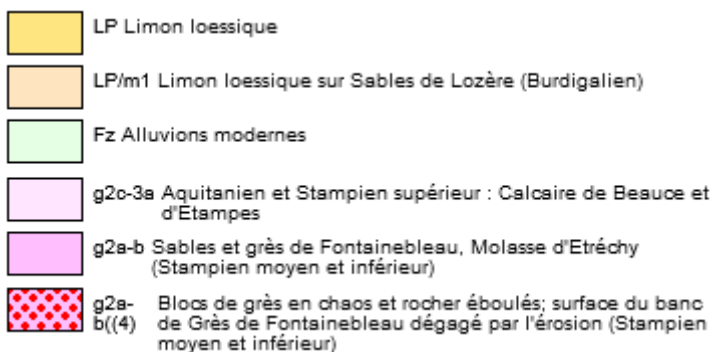 LP Limon loessique
LP/m1 Limon loessique sur Sables de Lozère (Burdigalien)
Fz Alluvions modernes
g2c-3a Aquitanien et Stampien supérieur : Calcaire de Beauce et
d'Etampes
g2a-b Sables et grès de Fontainebleau, Molasse d'Etréchy
(Stampien moyen et inférieur)
g2a- Blocs de grès en chaos et rocher éboulés; surface du banc
b((4) de Grès de Fontainebleau dégagé par l'érosion (Stampien
moyen et inférieur)